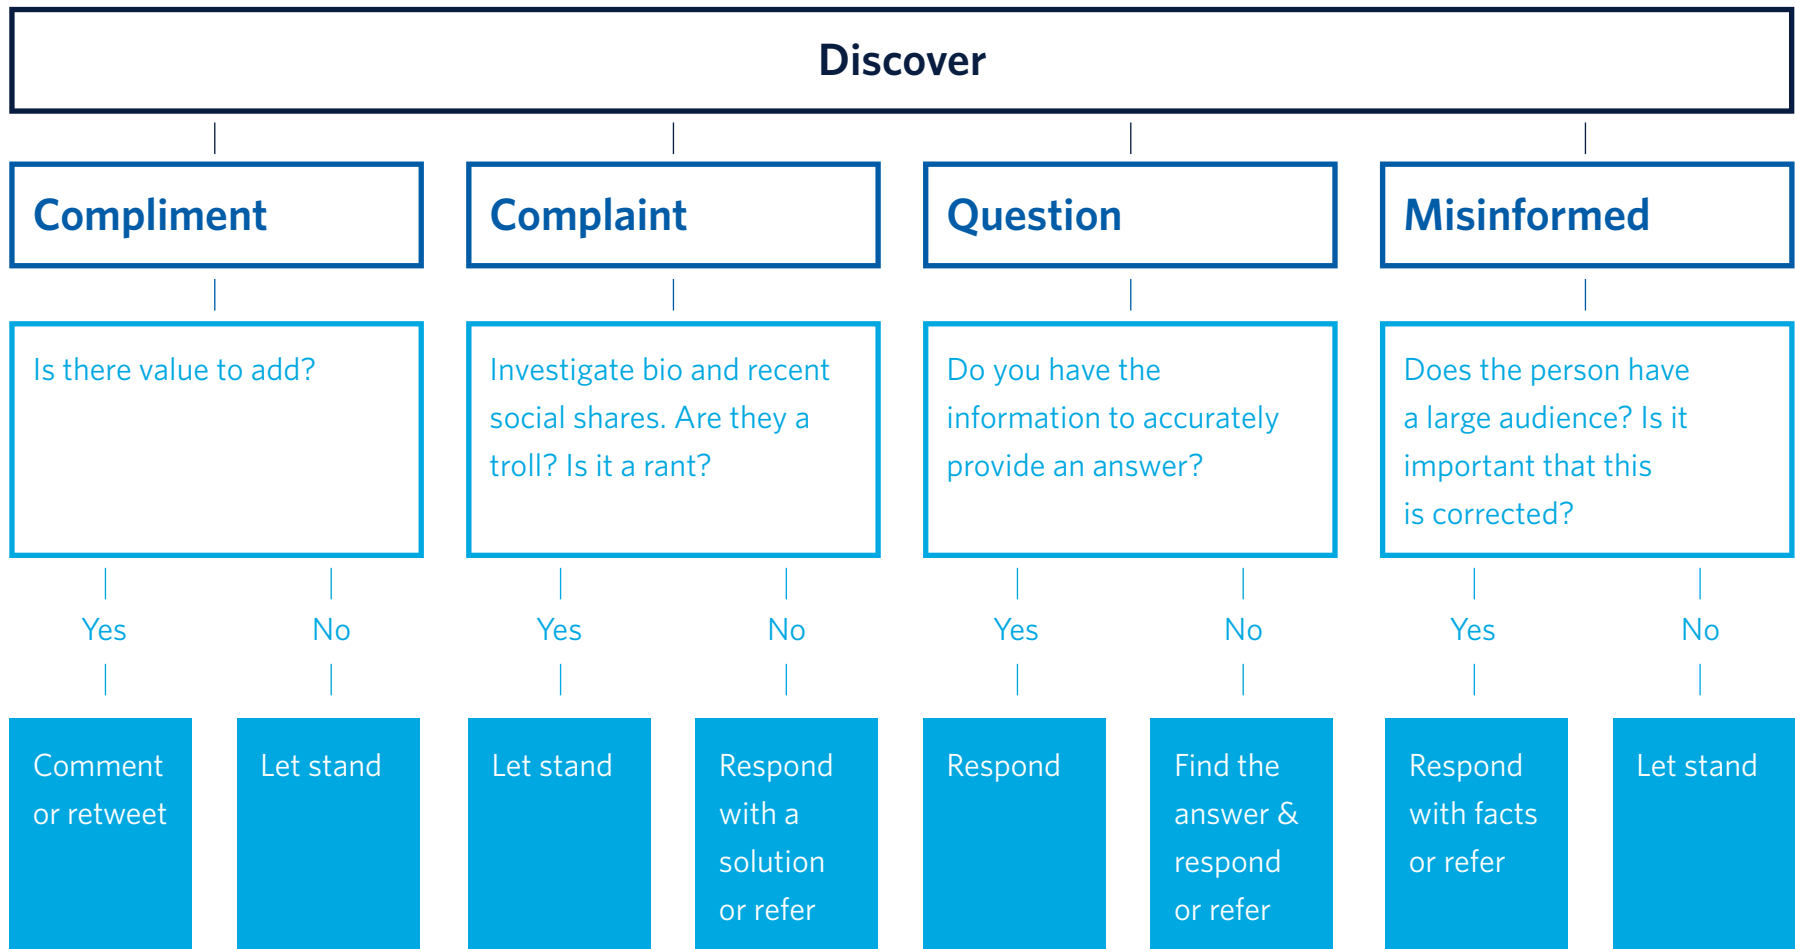 Discover
Compliment
Complaint
Question
Misinformed
Is there value to add?
Investigate bio and recent
social shares. Are they a
troll? Is it a rant?
Do you have the
information to accurately
provide an answer?
Does the person have
a large audience? Is it
important that this
is corrected?
Yes
No
Yes
No
Yes
No
Yes
No
Comment
or retweet
Let stand
Let stand
Respond
with a
solution
or refer
Respond
Find the
answer &
respond
or refer
Respond
with facts
or refer
Let stand